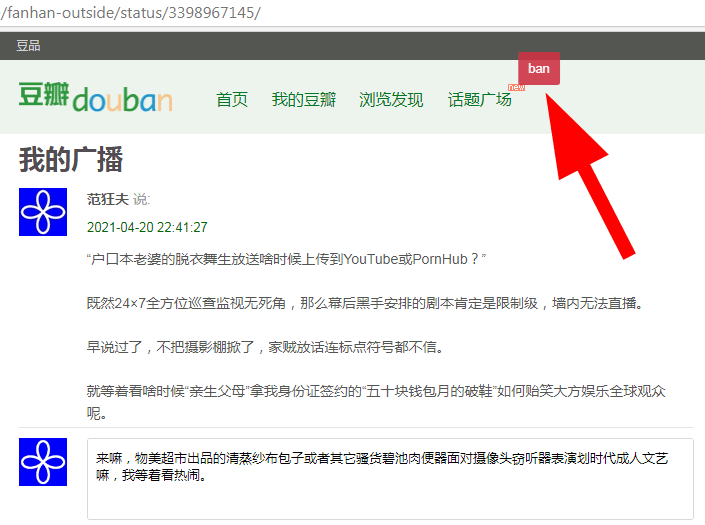 /fanhan-outside/status/3398967145/
豆品
豆瓣douban 首页 我的豆瓣 浏览发现 话题广场 new ban
我的广播
范狂夫 说:
2021-04-20 22:41:27
“户口本老婆的脱衣舞生放送啥时候上传到YouTube或PornHub？”
既然24×7全方位巡查监视无死角，那么幕后黑手安排的剧本肯定是限制级，墙内无法直播。
早说过了，不把摄影棚掀了，家贼放话连标点符号都不信。
就等着看啥时候“亲生父母”拿我身份证签约的“五十块钱包月的破鞋”如何贻笑大方娱乐全球观众
呢。
来嘛，物美超市出品的清蒸纱布包子或者其它骚货碧池肉便器面对摄像头窃听器表演划时代成人文艺
嘛，我等着看热闹。